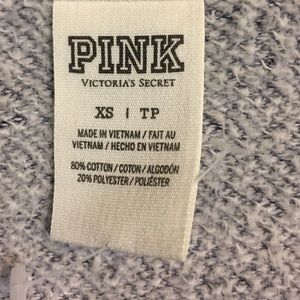 PINK
VICTORIA'S SECRET
XS | TP
MADE IN VIETNAM / FAIT AU
VIETNAM / HECHO EN VIETNAM
80% COTTON / COTON / ALGODÓN
20% POLYESTER / POLIÉSTER